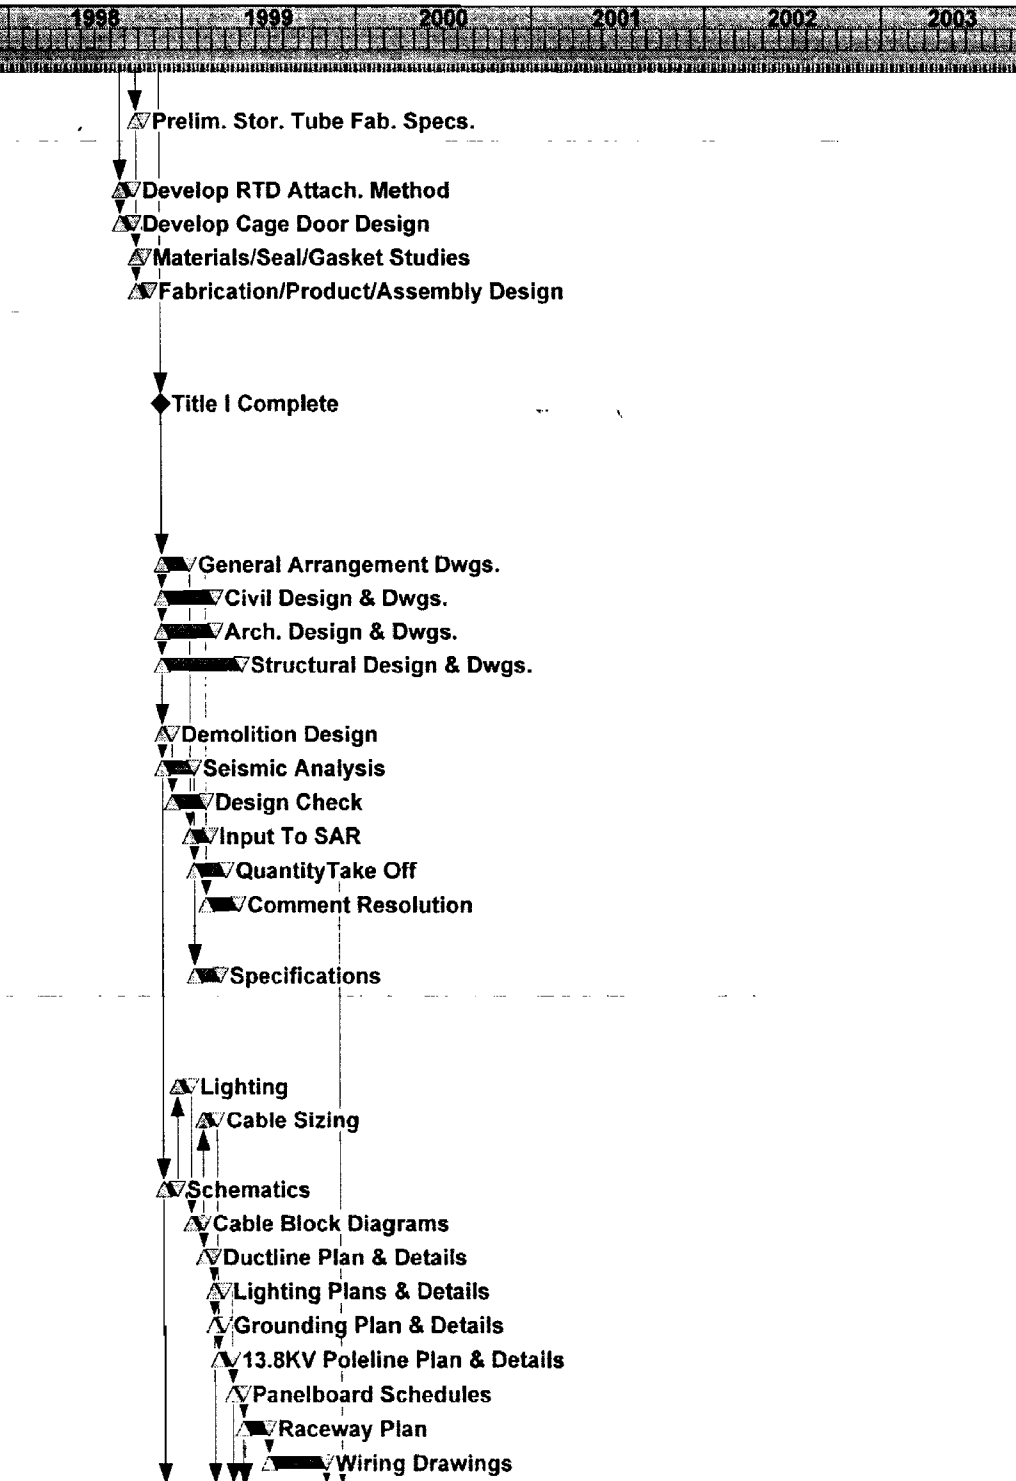 1998 1999 2000 2001 2002 2003
Prelim. Stor. Tube Fab. Specs.
Develop RTD Attach. Method
Develop Cage Door Design
Materials/Seal/Gasket Studies
Fabrication/Product/Assembly Design
Title I Complete
General Arrangement Dwgs.
Civil Design & Dwgs.
Arch. Design & Dwgs.
Structural Design & Dwgs.
Demolition Design
Seismic Analysis
Design Check
Input To SAR
QuantityTake Off
Comment Resolution
Specifications
Lighting
Cable Sizing
Schematics
Cable Block Diagrams
Ductline Plan & Details
Lighting Plans & Details
Grounding Plan & Details
13.8KV Poleline Plan & Details
Panelboard Schedules
Raceway Plan
Wiring Drawings